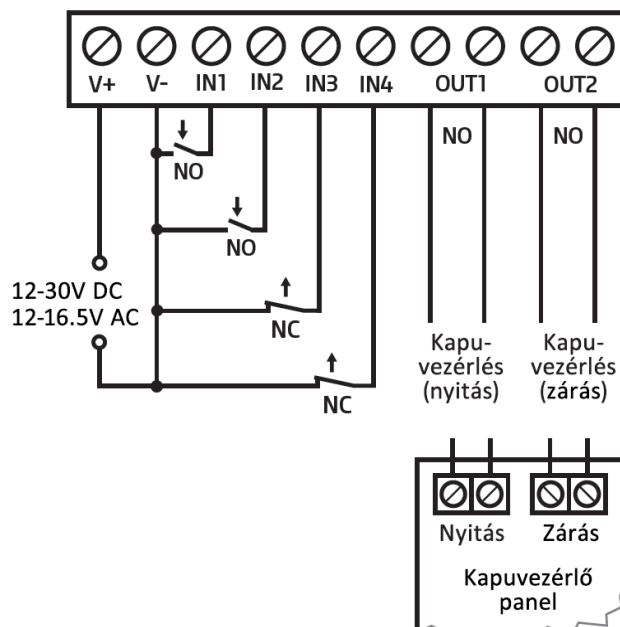 V+ V- IN1 IN2 IN3 IN4 OUT1 OUT2
NO NO
NO
NO
12-30V DC
12-16.5V AC
NC
NC
Kapu-
vezérlés
(nyitás)
Kapu-
vezérlés
(zárás)
Nyitás Zárás
Kapuvezérlő
panel